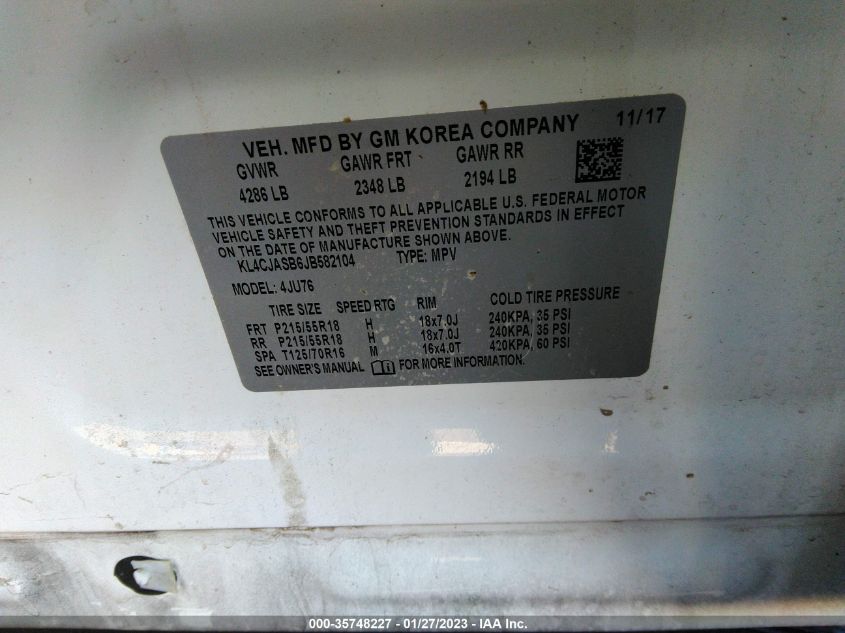 VEH. MFD BY GM KOREA COMPANY 11/17
GVWR GAWR FRT GAWR RR
4286 LB 2348 LB 2194 LB
THIS VEHICLE CONFORMS TO ALL APPLICABLE U.S. FEDERAL MOTOR
VEHICLE SAFETY AND THEFT PREVENTION STANDARDS IN EFFECT
ON THE DATE OF MANUFACTURE SHOWN ABOVE.
KL4CJASB6JB582104 TYPE: MPV
MODEL: 4JU76
TIRE SIZE SPEED RTG RIM COLD TIRE PRESSURE
FRT P215/55R18 H 18x7.0J 240KPA, 35 PSI
RR P215/55R18 H 18x7.0J 240KPA, 35 PSI
SPA T125/70R16 M 16x4.0T 420KPA, 60 PSI
SEE OWNER'S MANUAL FOR MORE INFORMATION.
000-35748227 - 01/27/2023 - IAA Inc.